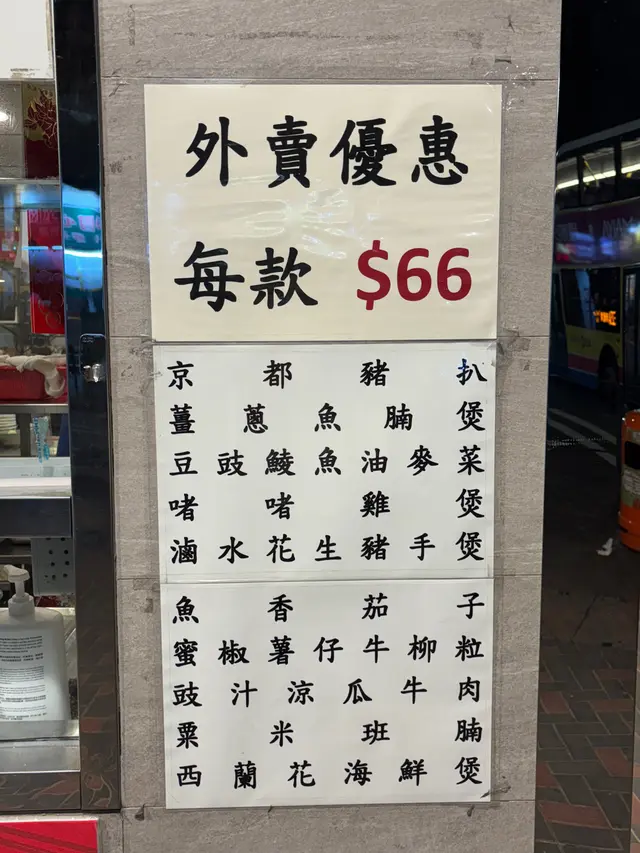 外賣優惠
每款 $66
京都豬扒
薑蔥魚腩煲
豆豉鯪魚油麥菜
啫啫雞煲
滷水花生豬手煲
魚香茄子
蜜椒薯仔牛柳粒
豉汁涼瓜牛肉
粟米班腩
西蘭花海鮮煲